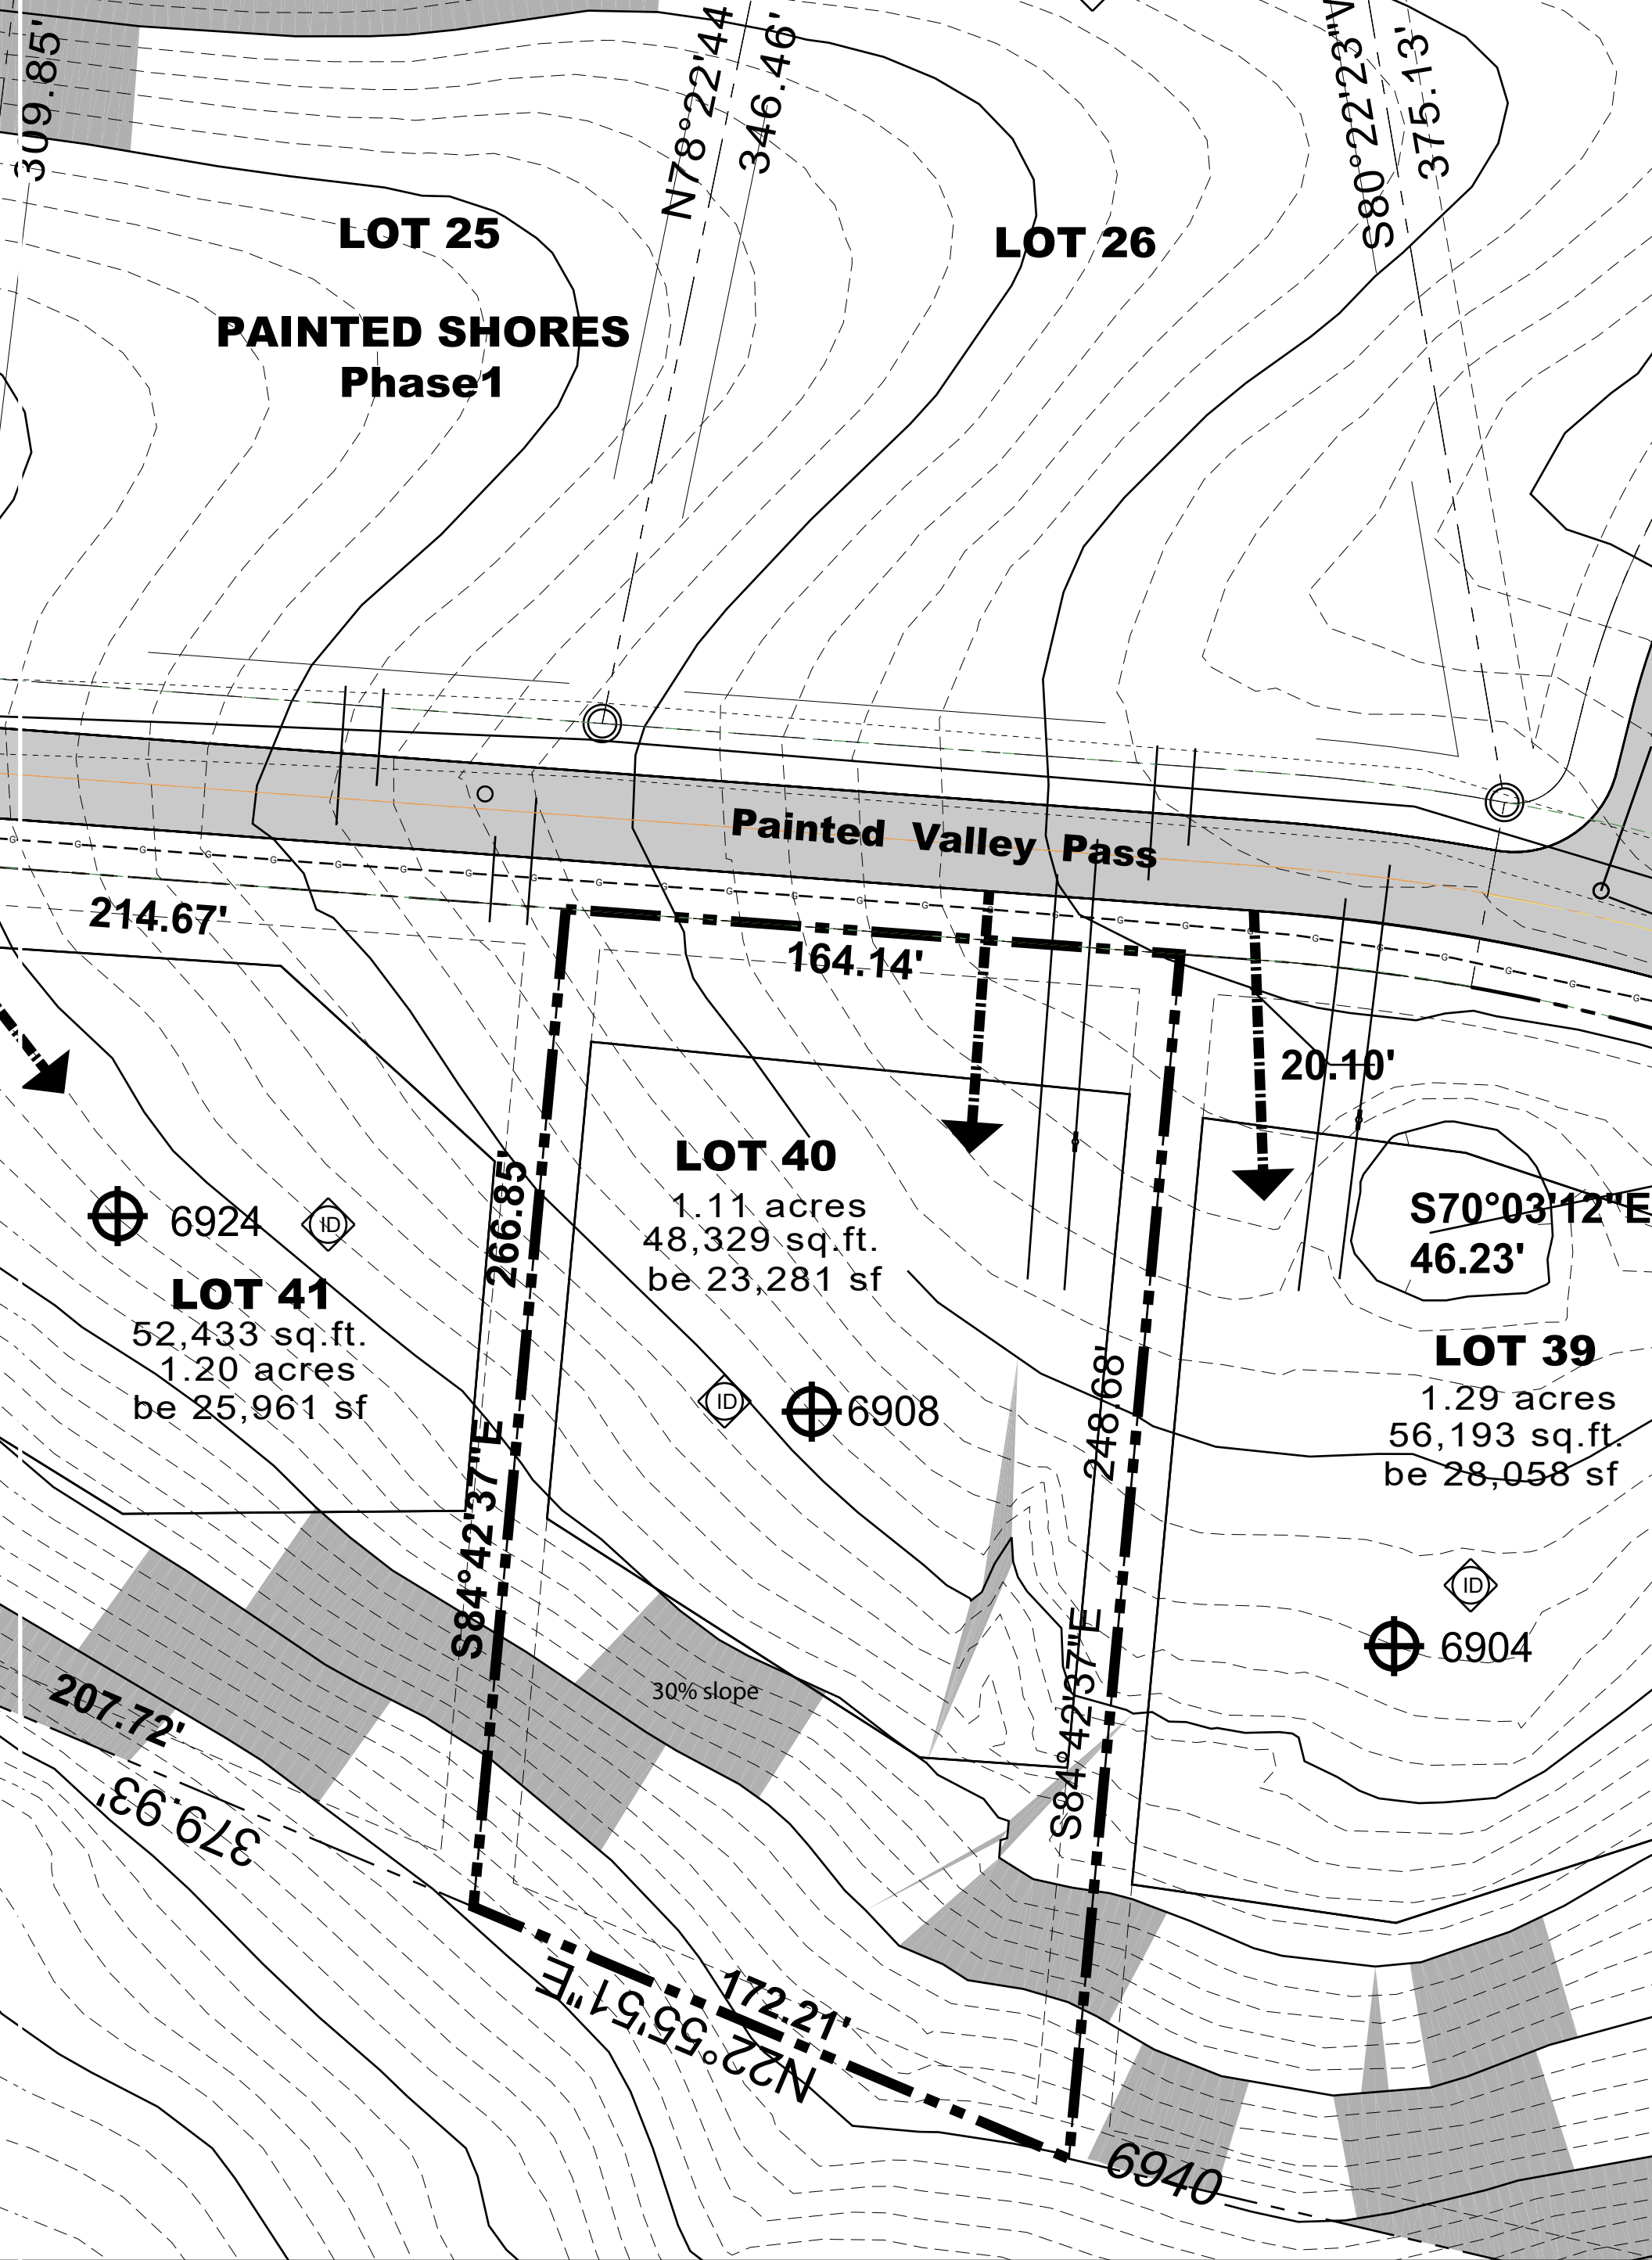 309.85'
N78°22'44
346.46'
S80°22'23"W
375.13'
LOT 25
LOT 26
PAINTED SHORES
Phase1
Painted Valley Pass
G G G G G G G G G G G G G G G G G G G G G G G G G
214.67'
164.14'
20.10'
266.85'
LOT 40
1.11 acres
48,329 sq.ft.
be 23,281 sf
S70°03'12"E
46.23'
6924
ID
LOT 41
52,433 sq.ft.
1.20 acres
be 25,961 sf
ID
6908
248.68'
LOT 39
1.29 acres
56,193 sq.ft.
be 28,058 sf
S84°42'37"E
ID
6904
S84°42'37"E
30% slope
207.72'
379.93'
172.21'
N22°55'51"E
6940